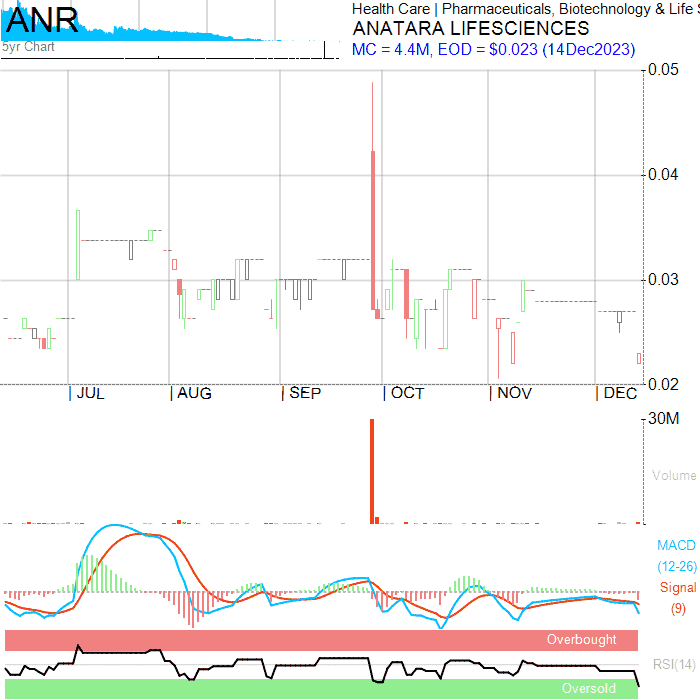 ANR
5yr Chart
Health Care | Pharmaceuticals, Biotechnology & Life S
ANATARA LIFESCIENCES
MC = 4.4M, EOD = $0.023 (14Dec2023)
0.05
0.04
0.03
0.02
| JUL | AUG | SEP | OCT | NOV | DEC
30M
Volume
MACD
(12-26)
Signal
(9)
Overbought
RSI(14)
Oversold